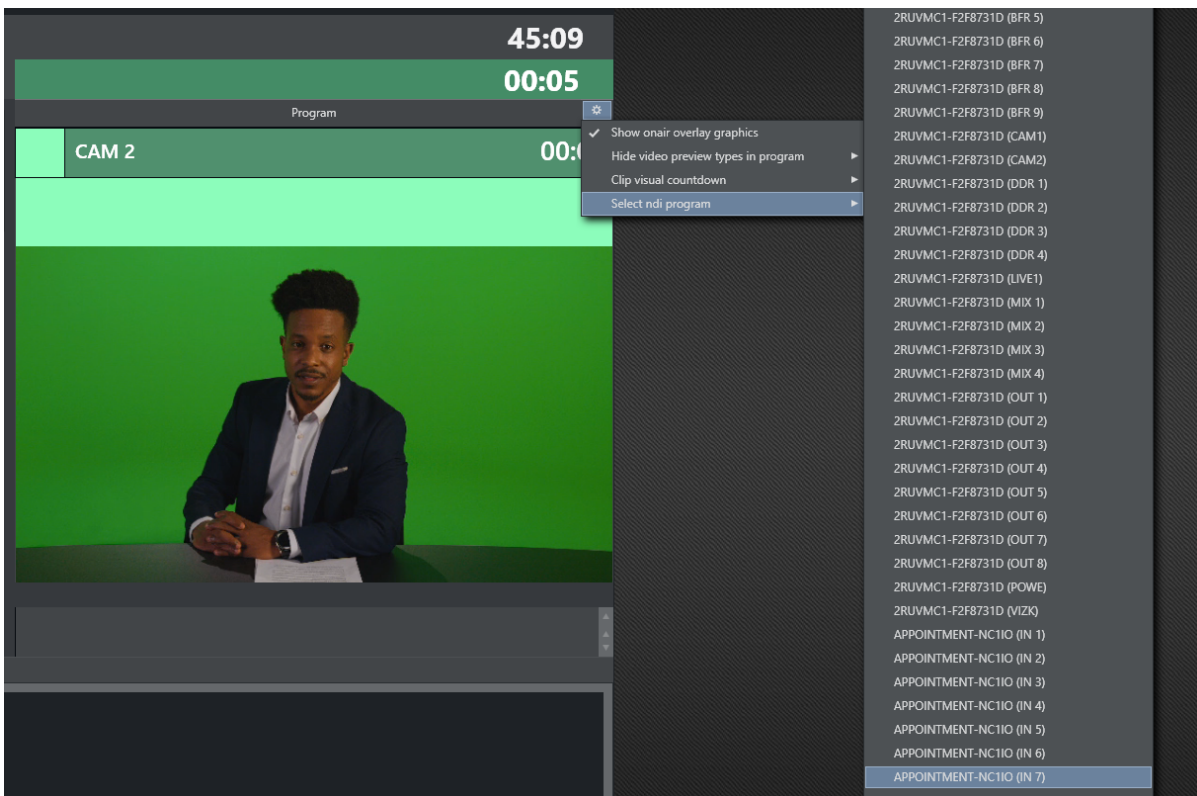 45:09
00:05
Program
CAM 2
00:0
Show onair overlay graphics
Hide video preview types in program
Clip visual countdown
Select ndi program
2RUVMC1-F2F8731D (BFR 5)
2RUVMC1-F2F8731D (BFR 6)
2RUVMC1-F2F8731D (BFR 7)
2RUVMC1-F2F8731D (BFR 8)
2RUVMC1-F2F8731D (BFR 9)
2RUVMC1-F2F8731D (CAM1)
2RUVMC1-F2F8731D (CAM2)
2RUVMC1-F2F8731D (DDR 1)
2RUVMC1-F2F8731D (DDR 2)
2RUVMC1-F2F8731D (DDR 3)
2RUVMC1-F2F8731D (DDR 4)
2RUVMC1-F2F8731D (LIVE1)
2RUVMC1-F2F8731D (MIX 1)
2RUVMC1-F2F8731D (MIX 2)
2RUVMC1-F2F8731D (MIX 3)
2RUVMC1-F2F8731D (MIX 4)
2RUVMC1-F2F8731D (OUT 1)
2RUVMC1-F2F8731D (OUT 2)
2RUVMC1-F2F8731D (OUT 3)
2RUVMC1-F2F8731D (OUT 4)
2RUVMC1-F2F8731D (OUT 5)
2RUVMC1-F2F8731D (OUT 6)
2RUVMC1-F2F8731D (OUT 7)
2RUVMC1-F2F8731D (OUT 8)
2RUVMC1-F2F8731D (POWE)
2RUVMC1-F2F8731D (VIZK)
APPOINTMENT-NC1IO (IN 1)
APPOINTMENT-NC1IO (IN 2)
APPOINTMENT-NC1IO (IN 3)
APPOINTMENT-NC1IO (IN 4)
APPOINTMENT-NC1IO (IN 5)
APPOINTMENT-NC1IO (IN 6)
APPOINTMENT-NC1IO (IN 7)